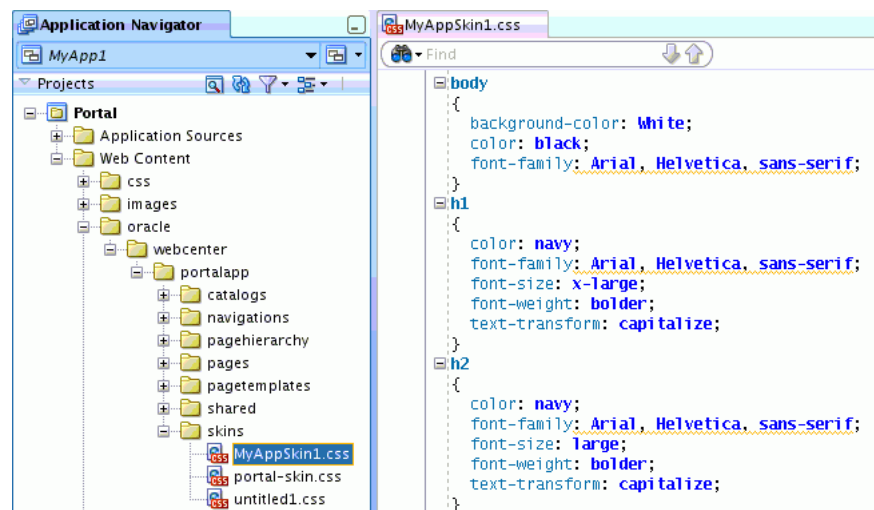 Application Navigator
MyApp1
Projects
Portal
Application Sources
Web Content
css
images
oracle
webcenter
portalapp
catalogs
navigations
pagehierarchy
pages
pagetemplates
shared
skins
MyAppSkin1.css
portal-skin.css
untitled1.css
MyAppSkin1.css
Find
body
{
background-color: White;
color: black;
font-family: Arial, Helvetica, sans-serif;
}
h1
{
color: navy;
font-family: Arial, Helvetica, sans-serif;
font-size: x-large;
font-weight: bolder;
text-transform: capitalize;
}
h2
{
color: navy;
font-family: Arial, Helvetica, sans-serif;
font-size: large;
font-weight: bolder;
text-transform: capitalize;
}